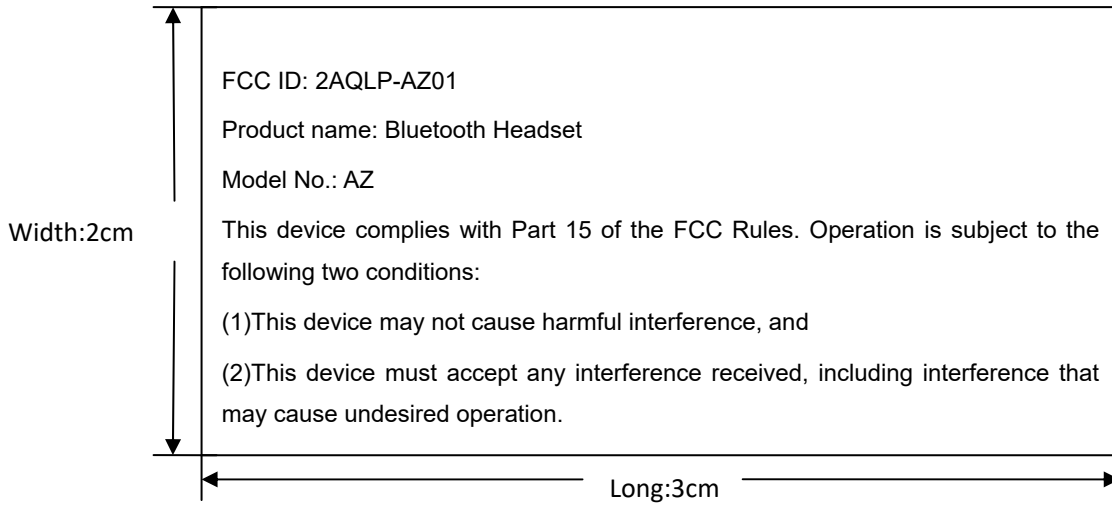 FCC ID: 2AQLP-AZ01
Product name: Bluetooth Headset
Model No.: AZ
Width:2cm
This device complies with Part 15 of the FCC Rules. Operation is subject to the
following two conditions:
(1)This device may not cause harmful interference, and
(2)This device must accept any interference received, including interference that
may cause undesired operation.
Long:3cm